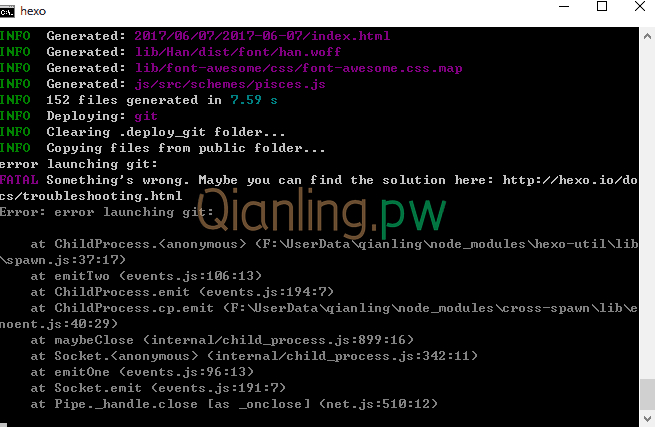 hexo
INFO Generated: 2017/06/07/2017-06-07/index.html
INFO Generated: lib/Han/dist/font/han.woff
INFO Generated: lib/font-awesome/css/font-awesome.css.map
INFO Generated: js/src/schemes/pisces.js
INFO 152 files generated in 7.59 s
INFO Deploying: git
INFO Clearing .deploy_git folder...
INFO Copying files from public folder...
error launching git:
FATAL Something's wrong. Maybe you can find the solution here: http://hexo.io/do
cs/troubleshooting.html
Qianling.pw
Error: error launching git:
at ChildProcess.<anonymous> (F:\UserData\qianling\node_modules\hexo-util\lib
\spawn.js:37:17)
at emitTwo (events.js:106:13)
at ChildProcess.emit (events.js:194:7)
at ChildProcess.cp.emit (F:\UserData\qianling\node_modules\cross-spawn\lib\e
noent.js:40:29)
at maybeClose (internal/child_process.js:899:16)
at Socket.<anonymous> (internal/child_process.js:342:11)
at emitOne (events.js:96:13)
at Socket.emit (events.js:191:7)
at Pipe._handle.close [as _onclose] (net.js:510:12)